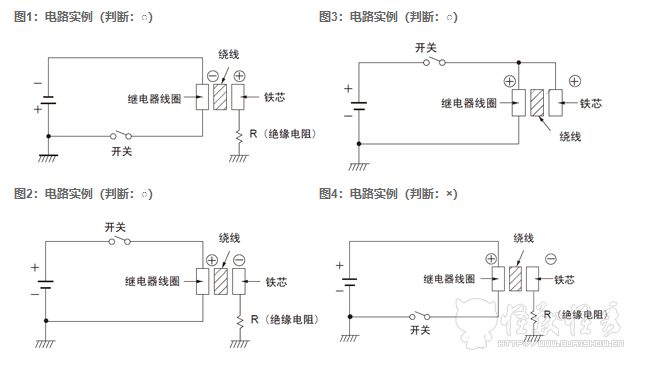 图1：电路实例（判断：○）
绕线
继电器线圈
铁芯
R（绝缘电阻）
开关
图3：电路实例（判断：○）
开关
继电器线圈
铁芯
绕线
图2：电路实例（判断：○）
开关
绕线
继电器线圈
铁芯
R（绝缘电阻）
图4：电路实例（判断：×）
绕线
继电器线圈
铁芯
R（绝缘电阻）
开关